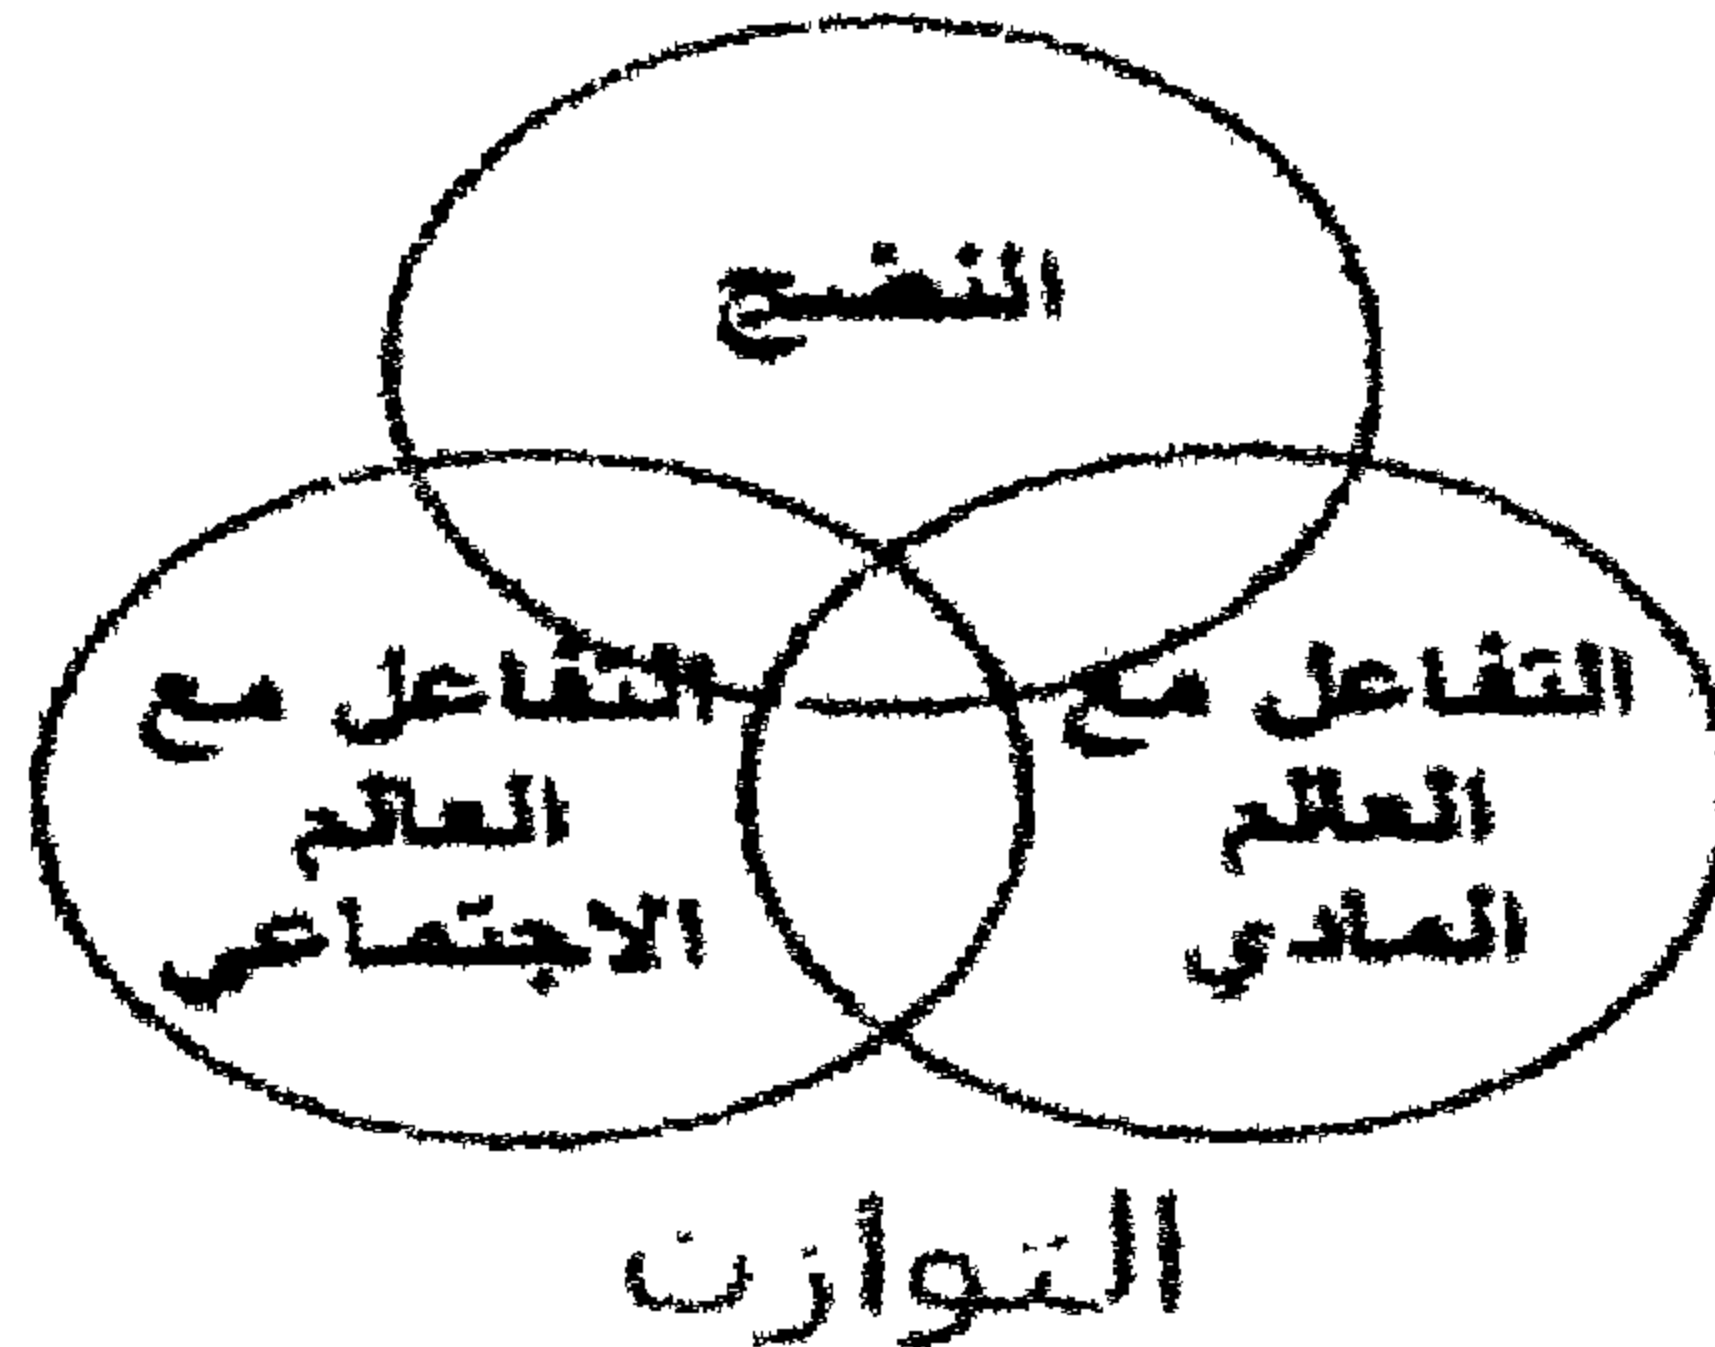 النضج
التفاعل مع
العالم
المادي
التفاعل مع
العالم
الاجتماعي
التوازن